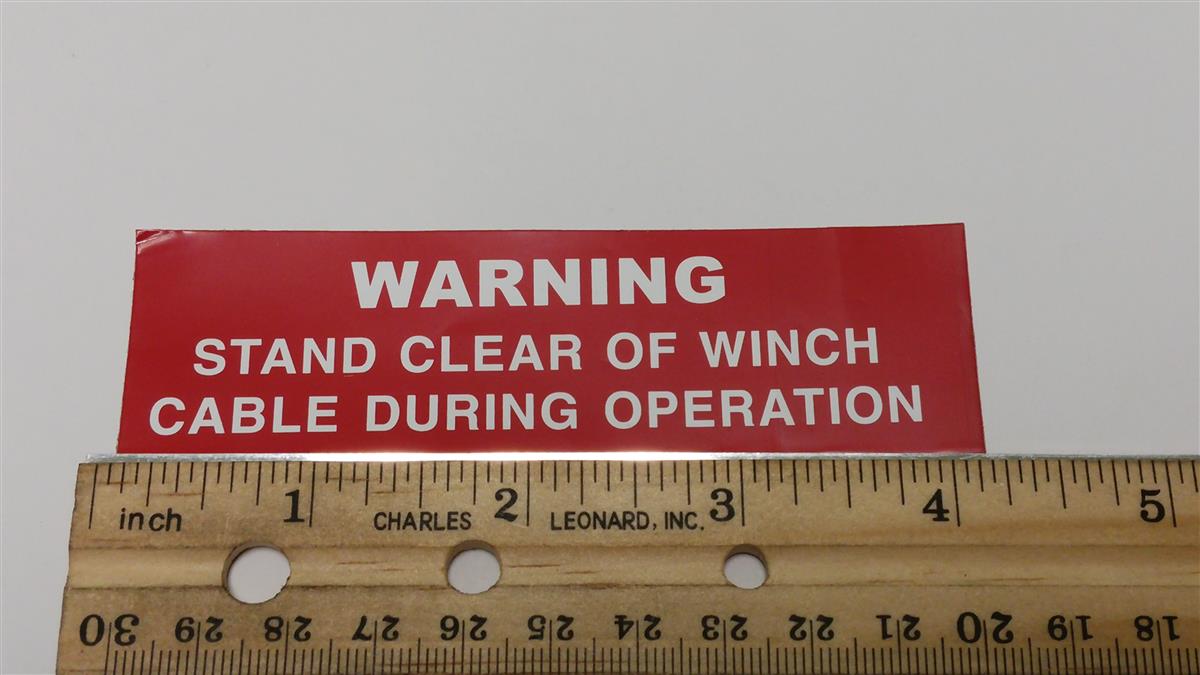 WARNING
STAND CLEAR OF WINCH
CABLE DURING OPERATION
inch 1 CHARLES 2 LEONARD, INC. 3 4 5
30 29 28 27 26 25 24 23 22 21 20 19 18